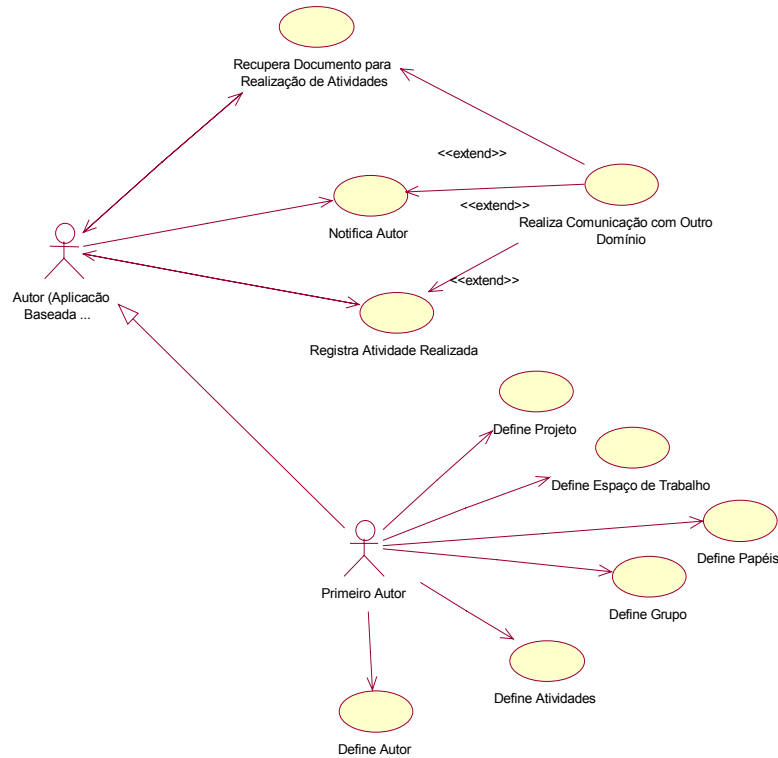 Recupera Documento para
Realização de Atividades
<<extend>>
<<extend>>
Notifica Autor
Realiza Comunicação com Outro
Domínio
<<extend>>
Autor (Aplicacão
Baseada ...
Registra Atividade Realizada
Define Projeto
Define Espaço de Trabalho
Define Papéis
Primeiro Autor
Define Grupo
Define Atividades
Define Autor